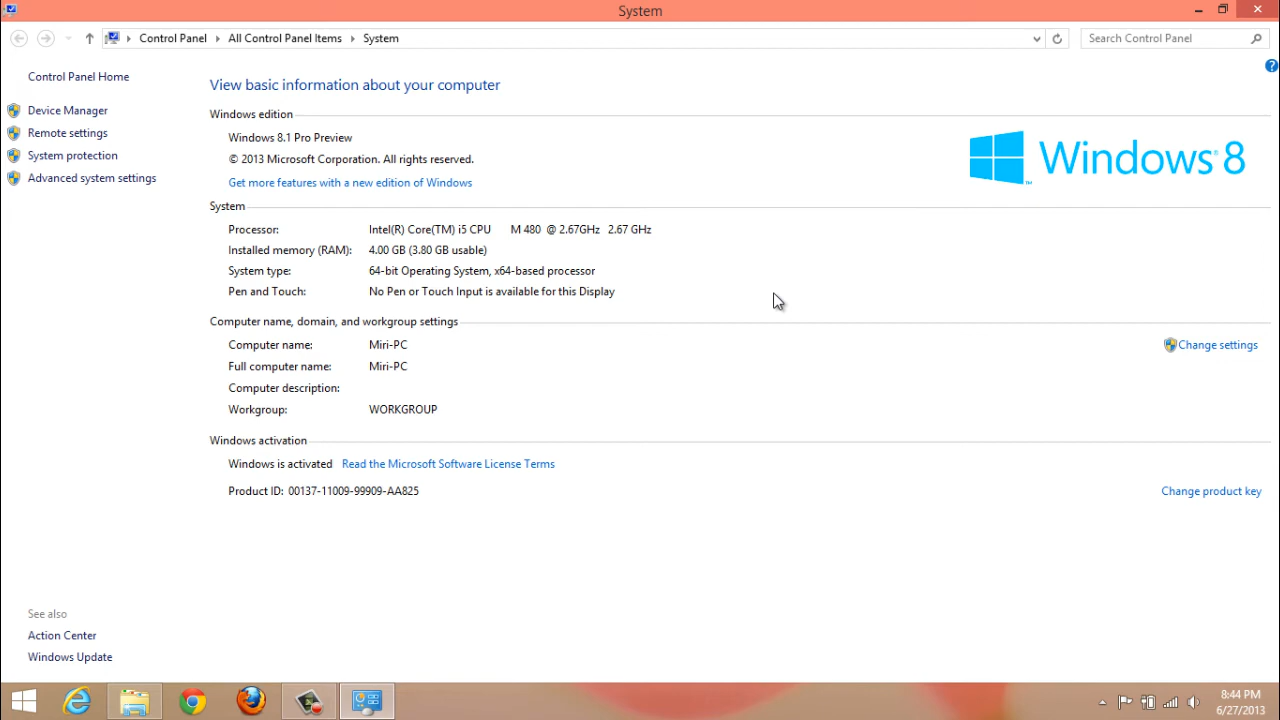 System
Control Panel All Control Panel Items System
Search Control Panel
Control Panel Home
Device Manager
Remote settings
System protection
Advanced system settings
View basic information about your computer
Windows edition
Windows 8.1 Pro Preview
© 2013 Microsoft Corporation. All rights reserved.
Get more features with a new edition of Windows
Windows® 8
™
System
Processor: Intel(R) Core(TM) i5 CPU M 480 @ 2.67GHz 2.67 GHz
Installed memory (RAM): 4.00 GB (3.80 GB usable)
System type: 64-bit Operating System, x64-based processor
Pen and Touch: No Pen or Touch Input is available for this Display
Computer name, domain, and workgroup settings
Computer name: Miri-PC
Change settings
Full computer name: Miri-PC
Computer description:
Workgroup: WORKGROUP
Windows activation
Windows is activated Read the Microsoft Software License Terms
Product ID: 00137-11009-99909-AA825
Change product key
See also
Action Center
Windows Update
8:44 PM
6/27/2013